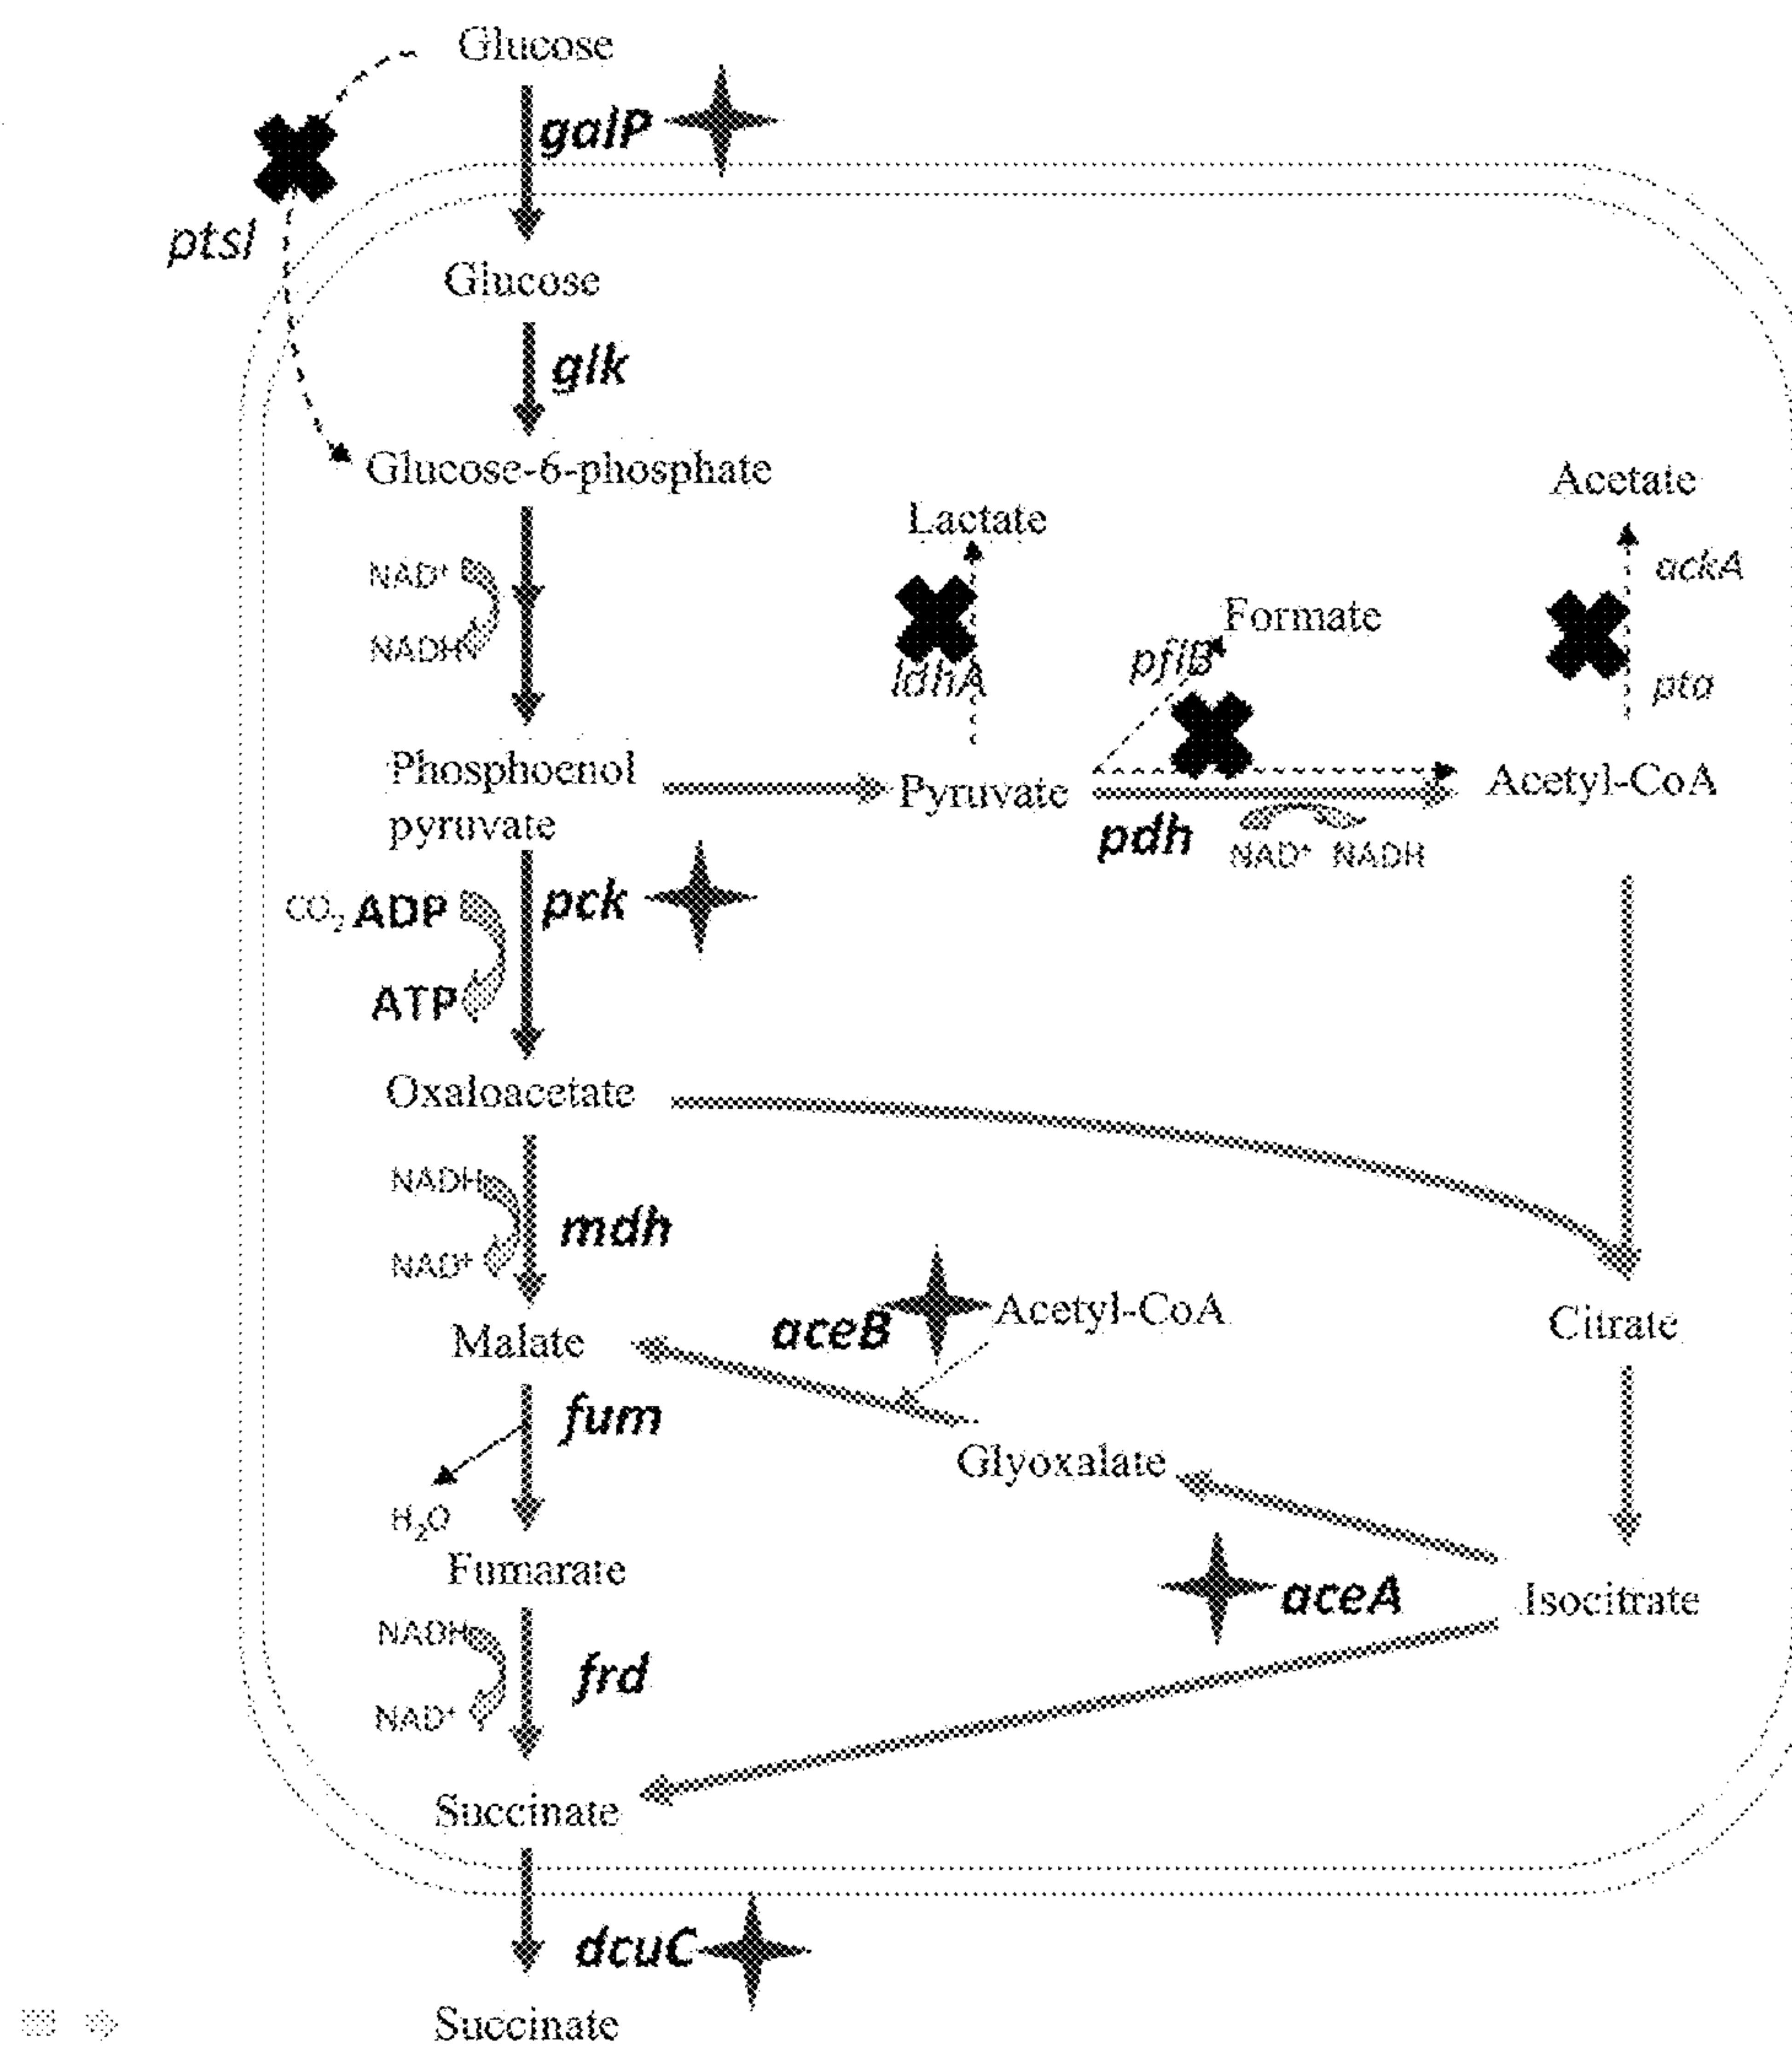 Glucose
galP
ptsI
Glucose
glk
Glucose-6-phosphate
NAD⁺
NADH
Lactate
ldhA
Formate
pflB
Acetate
ackA
pta
Phosphoenol
pyruvate
Pyruvate
Acetyl-CoA
pdh
NAD⁺ NADH
CO₂ ADP
pck
ATP
Oxaloacetate
NADH
mdh
NAD⁺
Malate
aceB
Acetyl-CoA
Citrate
fum
H₂O
Glyoxalate
Fumarate
aceA
Isocitrate
NADH
frd
NAD⁺
Succinate
dcuC
Succinate